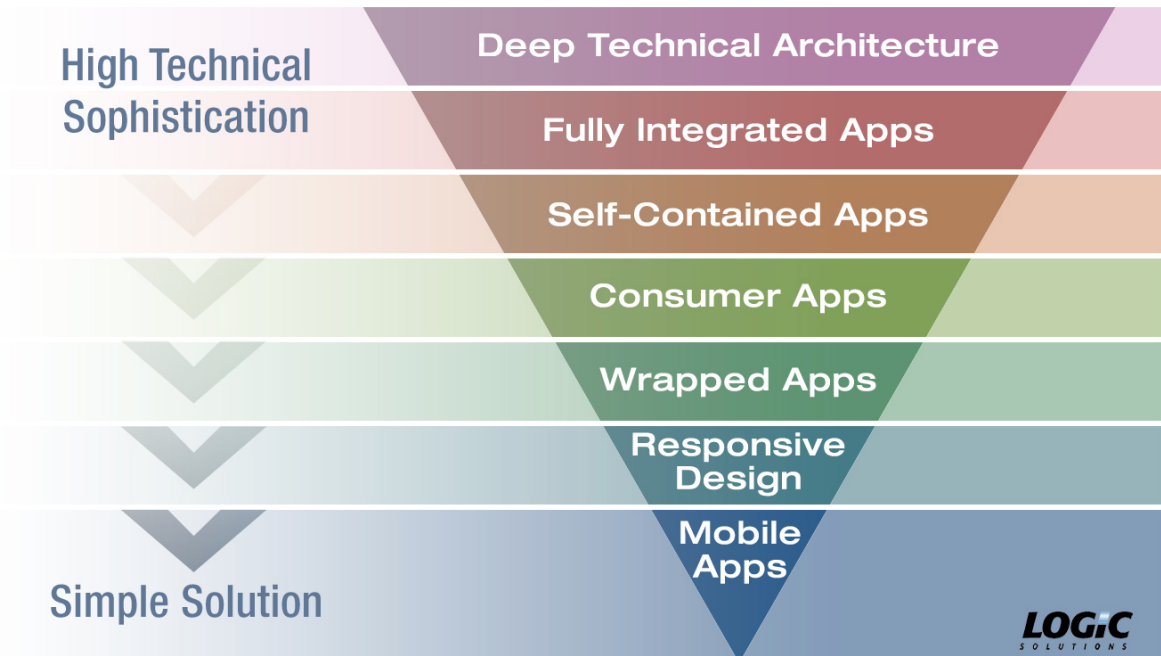 High Technical
Sophistication
Deep Technical Architecture
Fully Integrated Apps
Self-Contained Apps
Consumer Apps
Wrapped Apps
Responsive
Design
Mobile
Apps
Simple Solution
LOGiC
SOLUTIONS